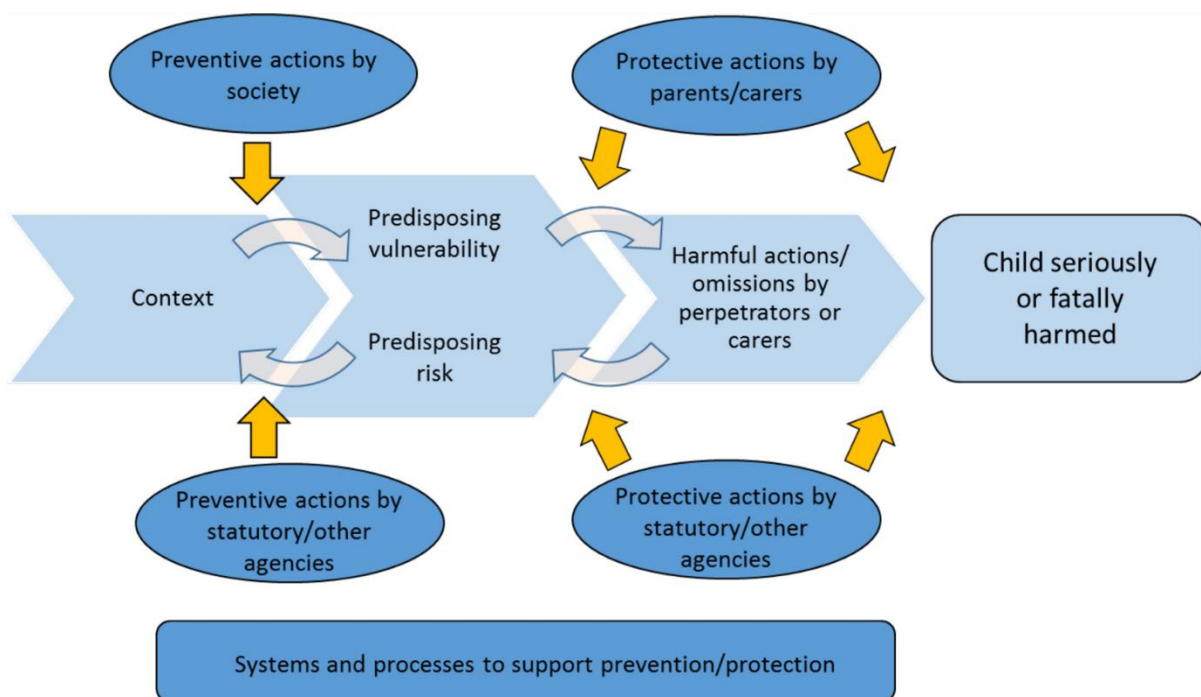 Preventive actions by
society
Protective actions by
parents/carers
Context
Predisposing
vulnerability
Predisposing
risk
Harmful actions/
omissions by
perpetrators or
carers
Child seriously
or fatally
harmed
Preventive actions by
statutory/other
agencies
Protective actions by
statutory/other
agencies
Systems and processes to support prevention/protection